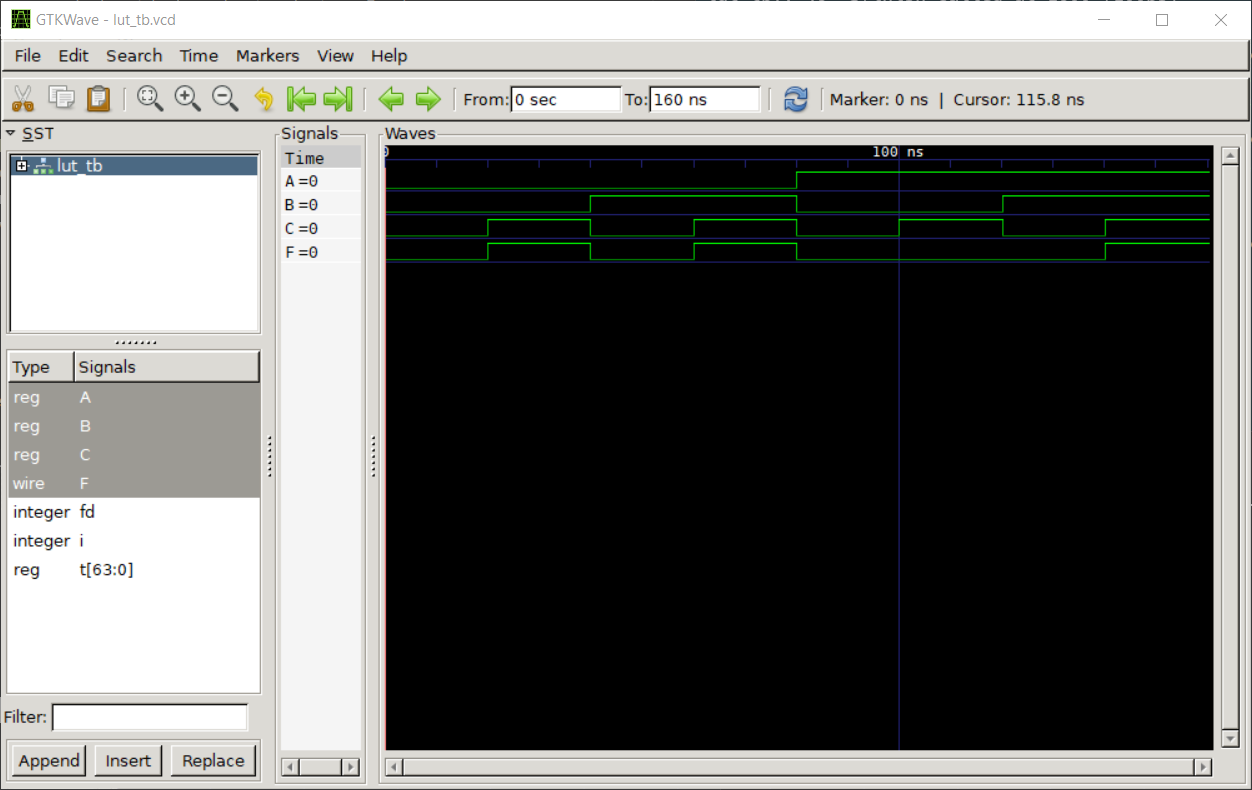 GTKWave - lut_tb.vcd
File Edit Search Time Markers View Help
From: 0 sec To: 160 ns Marker: 0 ns | Cursor: 115.8 ns
SST
lut_tb
Type Signals
reg A
reg B
reg C
wire F
integer fd
integer i
reg t[63:0]
Filter:
Append Insert Replace
Signals
Time
A =0
B =0
C =0
F =0
Waves
0 100 ns